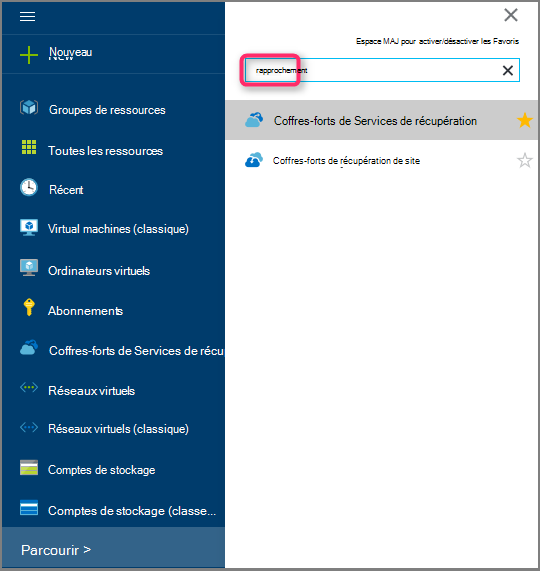 Nouveau
New
Groupes de ressources
Toutes les ressources
Récent
Virtual machines (classique)
Ordinateurs virtuels
Abonnements
Coffres-forts de Services de récu
Réseaux virtuels
Réseaux virtuels (classique)
Comptes de stockage
Comptes de stockage (classe...
Parcourir >
Espace MAJ pour activer/désactiver les Favoris
rapprochement
Coffres-forts de Services de récupération
Coffres-forts de récupération de site